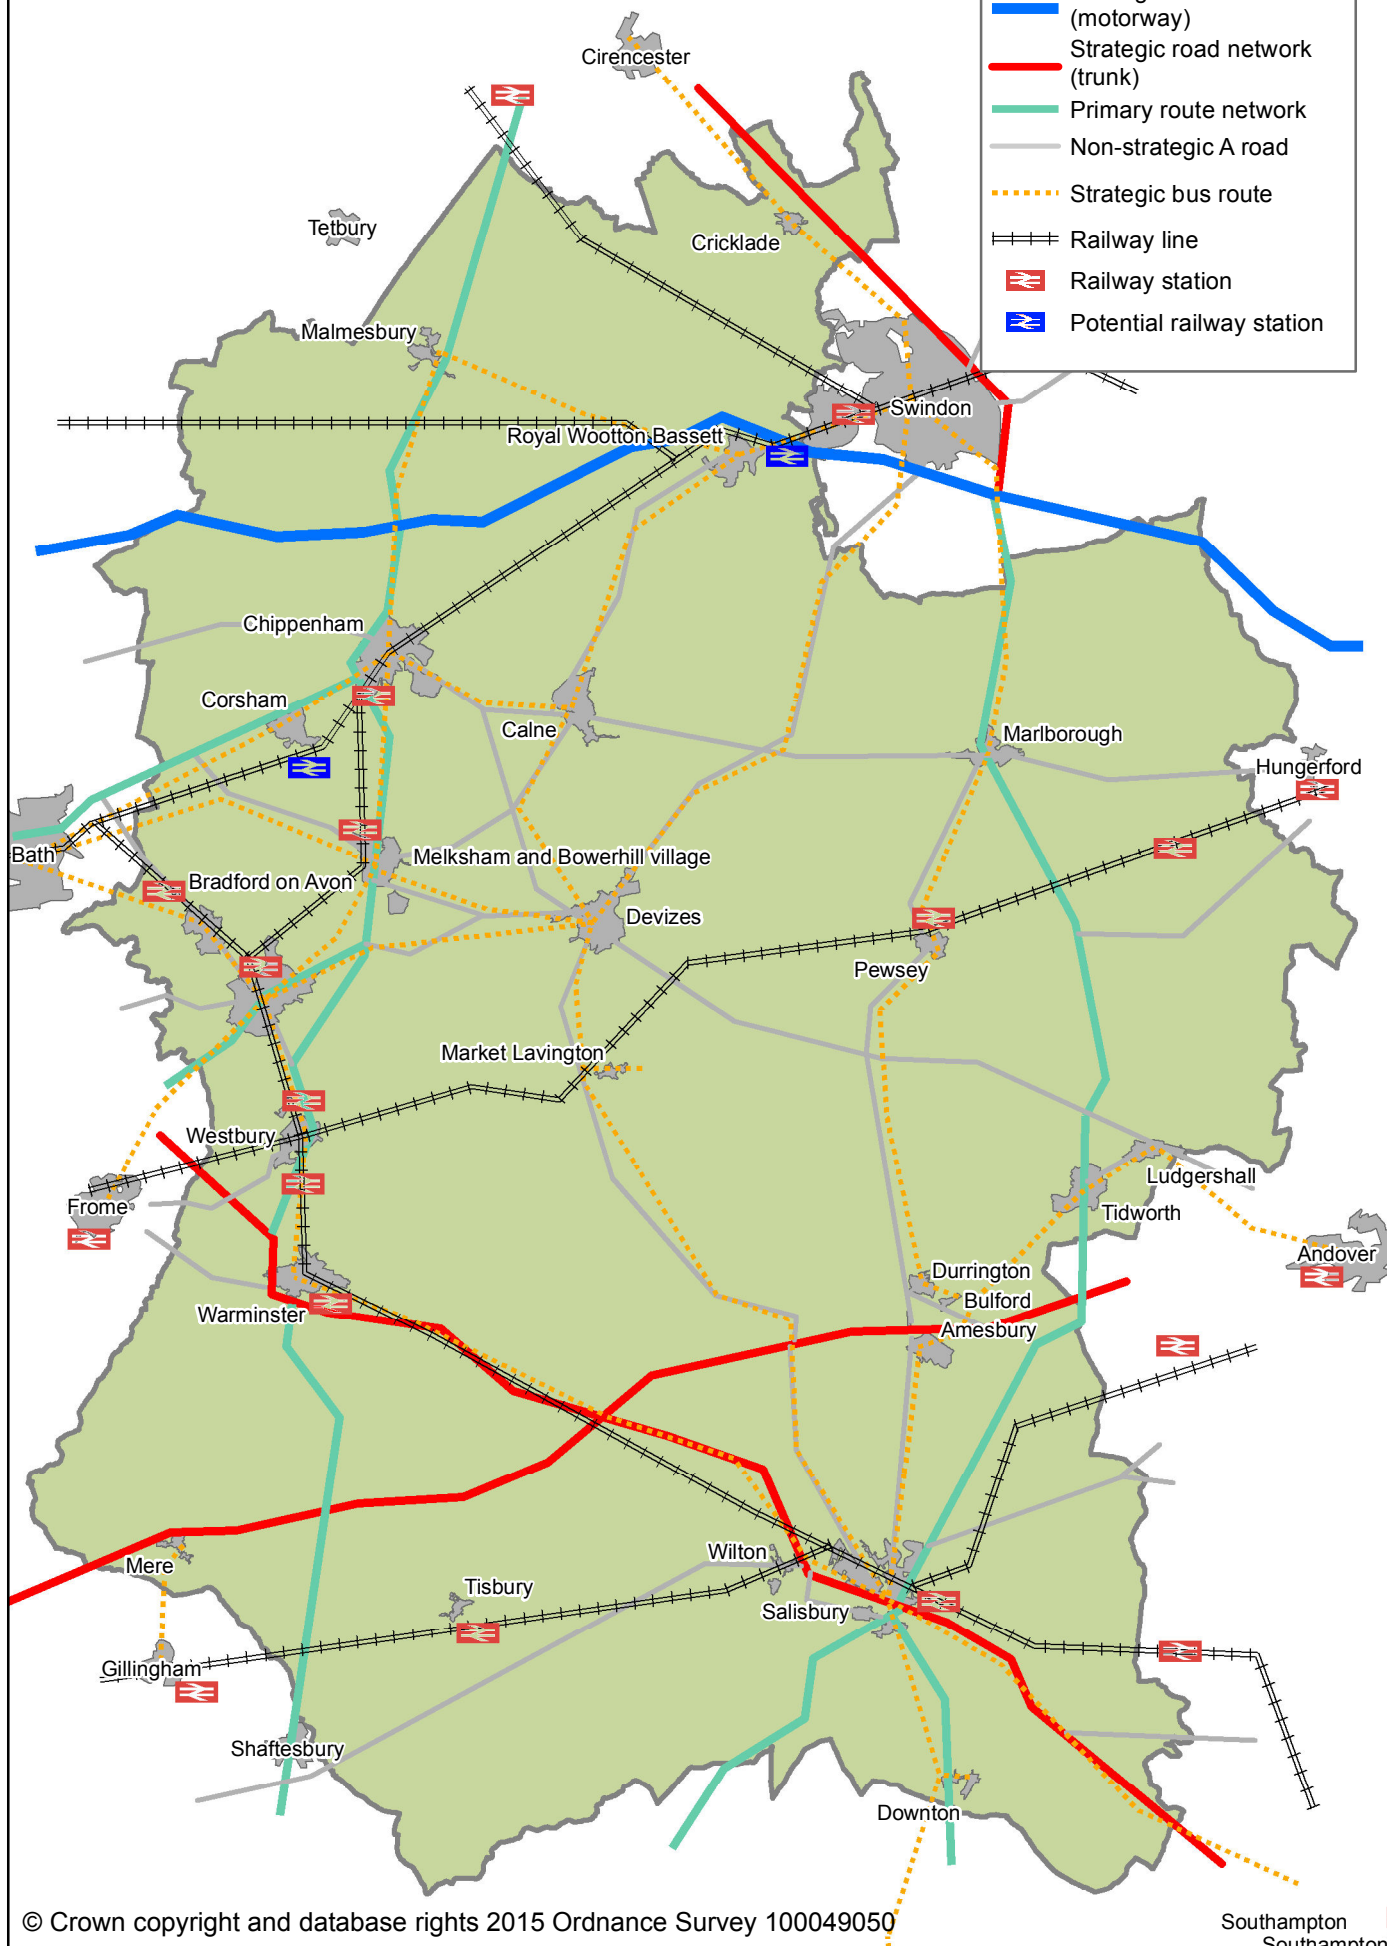 (motorway)
Strategic road network
(trunk)
Primary route network
Non-strategic A road
Strategic bus route
Railway line
Railway station
Potential railway station
Cirencester
Tetbury
Cricklade
Malmesbury
Swindon
Royal Wootton Bassett
Chippenham
Corsham
Calne
Marlborough
Hungerford
Bath
Melksham and Bowerhill village
Bradford on Avon
Devizes
Pewsey
Market Lavington
Westbury
Ludgershall
Frome
Tidworth
Andover
Durrington
Bulford
Warminster
Amesbury
Wilton
Mere
Tisbury
Salisbury
Gillingham
Shaftesbury
Downton
© Crown copyright and database rights 2015 Ordnance Survey 100049050
Southampton
Southampton